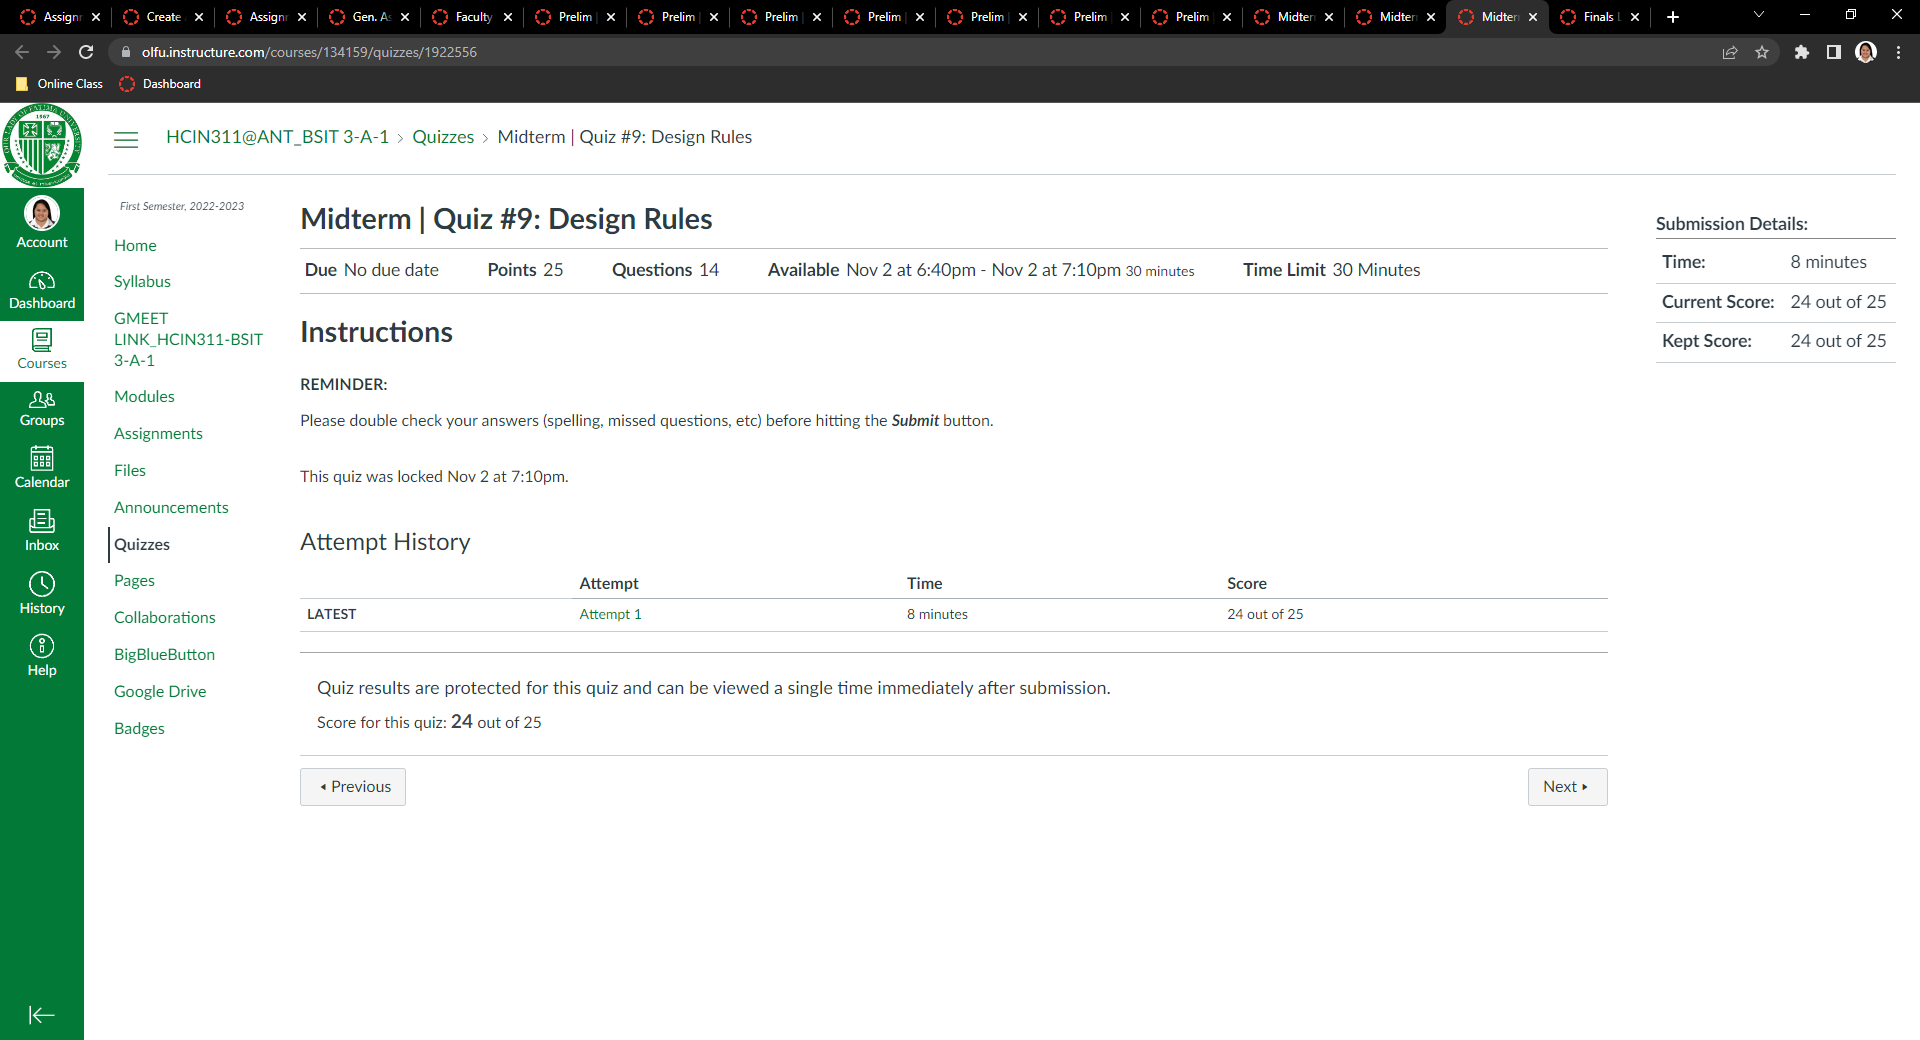 Assignr
Create
Assignr
Gen. As
Faculty
Prelim |
Prelim |
Prelim |
Prelim |
Prelim |
Prelim |
Prelim |
Midterr
Midterr
Midterr
Finals L
olfu.instructure.com/courses/134159/quizzes/1922556
Online Class
Dashboard
1967
HCIN311@ANT_BSIT 3-A-1 › Quizzes › Midterm | Quiz #9: Design Rules
Account
Dashboard
Courses
Groups
Calendar
Inbox
History
Help
First Semester, 2022-2023
Home
Syllabus
GMEET
LINK_HCIN311-BSIT
3-A-1
Modules
Assignments
Files
Announcements
Quizzes
Pages
Collaborations
BigBlueButton
Google Drive
Badges
Midterm | Quiz #9: Design Rules
Due No due date Points 25 Questions 14 Available Nov 2 at 6:40pm - Nov 2 at 7:10pm 30 minutes Time Limit 30 Minutes
Instructions
REMINDER:
Please double check your answers (spelling, missed questions, etc) before hitting the Submit button.
This quiz was locked Nov 2 at 7:10pm.
Attempt History
Attempt Time Score
LATEST Attempt 1 8 minutes 24 out of 25
Quiz results are protected for this quiz and can be viewed a single time immediately after submission.
Score for this quiz: 24 out of 25
Previous
Next
Submission Details:
Time: 8 minutes
Current Score: 24 out of 25
Kept Score: 24 out of 25